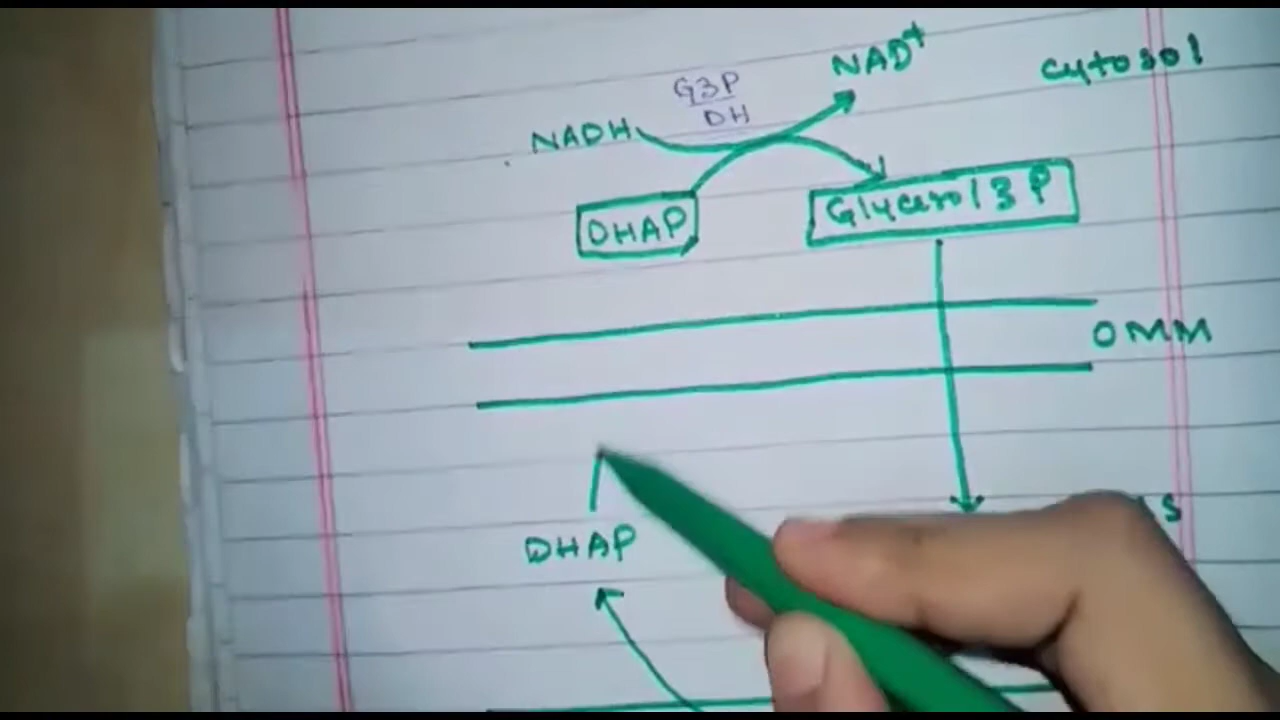 NAD+
Cytosol
G3P
DH
NADH
DHAP
Glycerol 3 P
OMM
S
DHAP